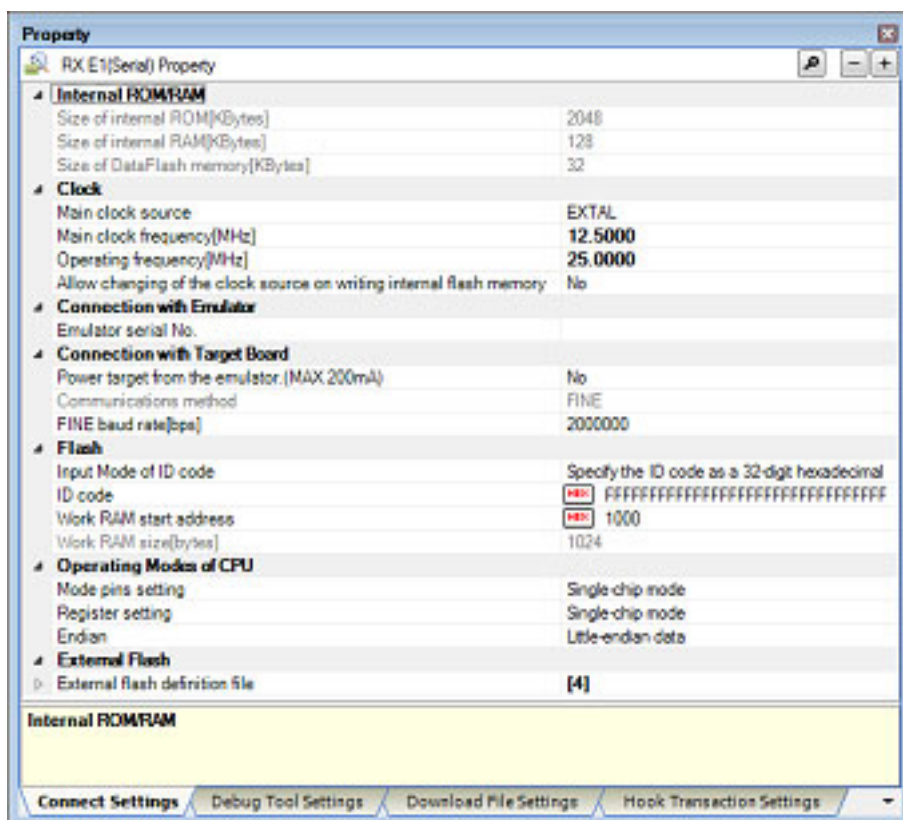 Property
RX E1(Serial) Property
Internal ROM/RAM
Size of internal ROM[KBytes] 2048
Size of internal RAM[KBytes] 128
Size of DataFlash memory[KBytes] 32
Clock
Main clock source EXTAL
Main clock frequency[MHz] 12.5000
Operating frequency[MHz] 25.0000
Allow changing of the clock source on writing internal flash memory No
Connection with Emulator
Emulator serial No.
Connection with Target Board
Power target from the emulator.(MAX 200mA) No
Communications method FINE
FINE baud rate[bps] 2000000
Flash
Input Mode of ID code Specify the ID code as a 32-digit hexadecimal
ID code HEX FFFFFFFFFFFFFFFFFFFFFFFFFFFFFFFF
Work RAM start address HEX 1000
Work RAM size[bytes] 1024
Operating Modes of CPU
Mode pins setting Single-chip mode
Register setting Single-chip mode
Endian Little-endian data
External Flash
External flash definition file [4]
Internal ROM/RAM
Connect Settings Debug Tool Settings Download File Settings Hook Transaction Settings